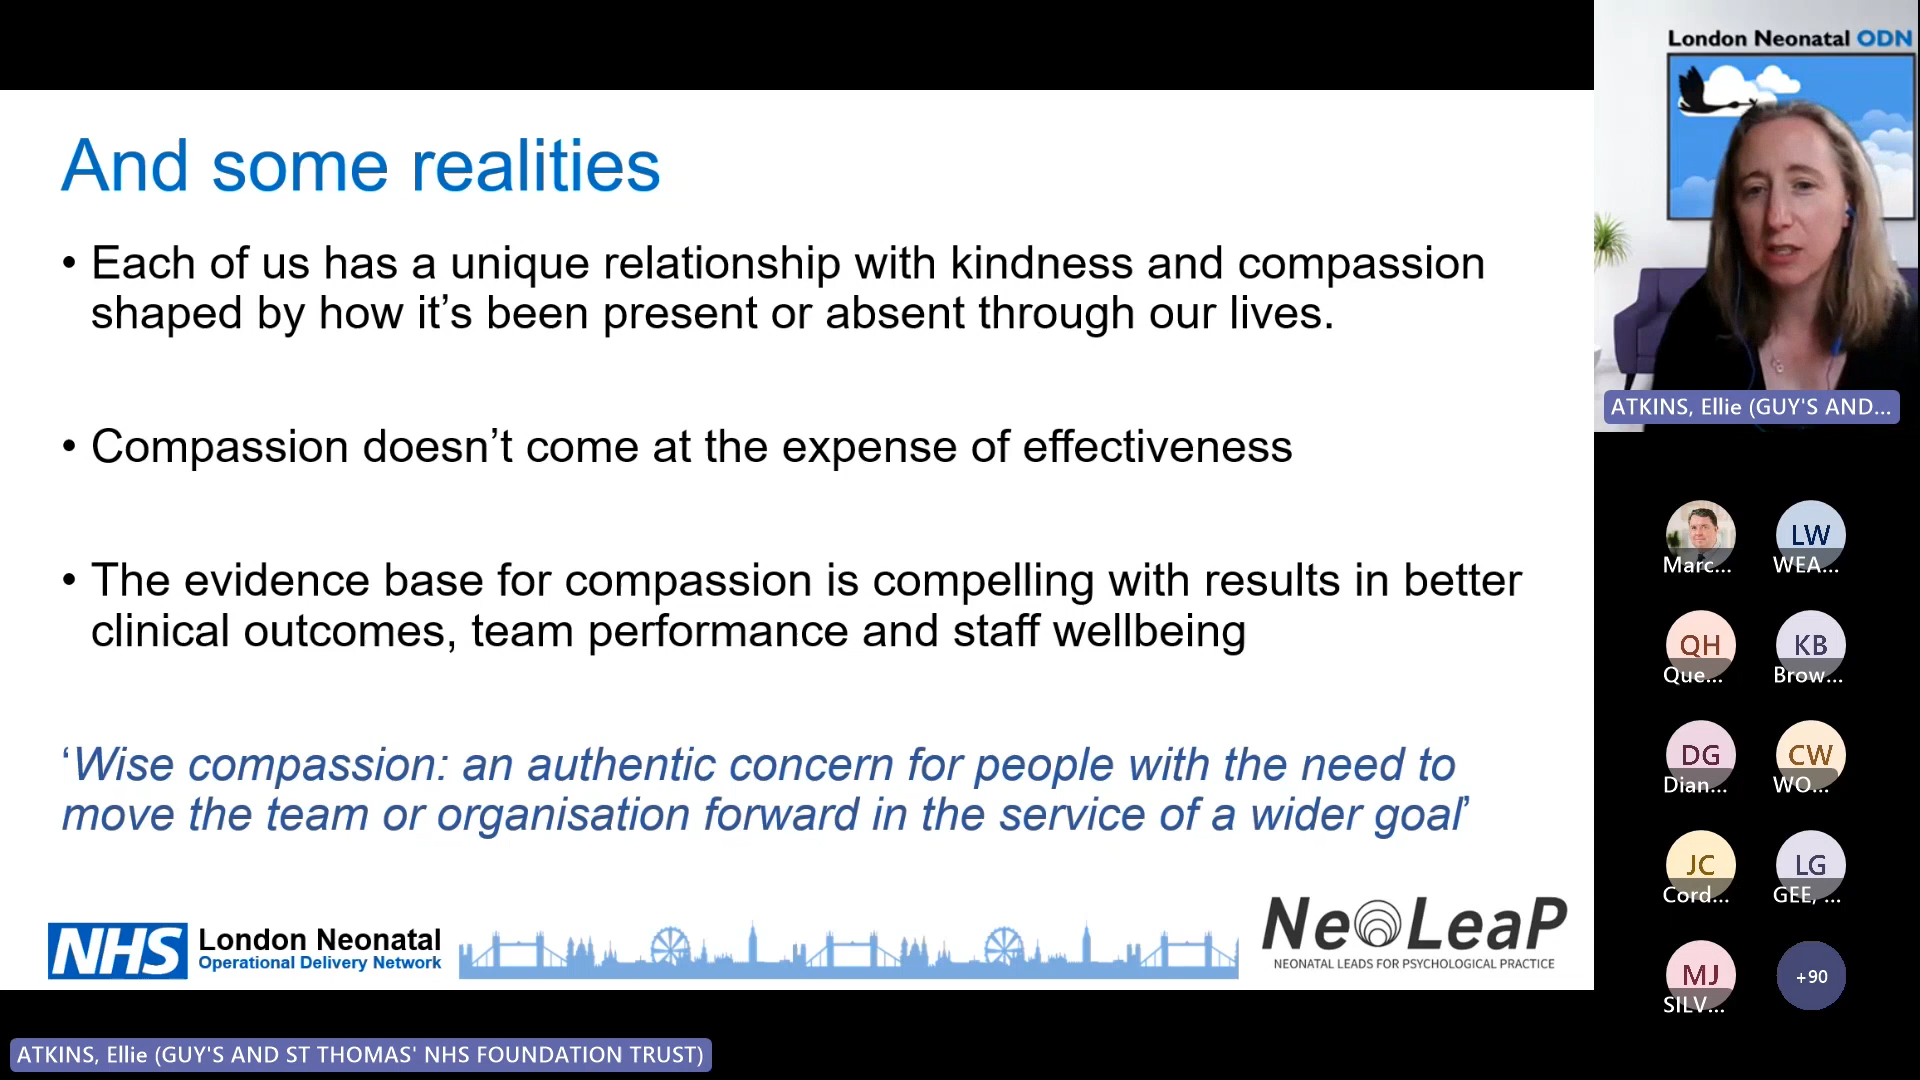 And some realities
• Each of us has a unique relationship with kindness and compassion
shaped by how it’s been present or absent through our lives.
• Compassion doesn’t come at the expense of effectiveness
• The evidence base for compassion is compelling with results in better
clinical outcomes, team performance and staff wellbeing
‘Wise compassion: an authentic concern for people with the need to
move the team or organisation forward in the service of a wider goal’
NHS
London Neonatal
Operational Delivery Network
NeoLeaP
NEONATAL LEADS FOR PSYCHOLOGICAL PRACTICE
ATKINS, Ellie (GUY'S AND ST THOMAS' NHS FOUNDATION TRUST)
London Neonatal ODN
ATKINS, Ellie (GUY'S AND...
Marc...
LW
WEA...
QH
Que...
KB
Brow...
DG
Dian...
CW
WO...
JC
Cord...
LG
GEE, ...
MJ
SILV...
+90